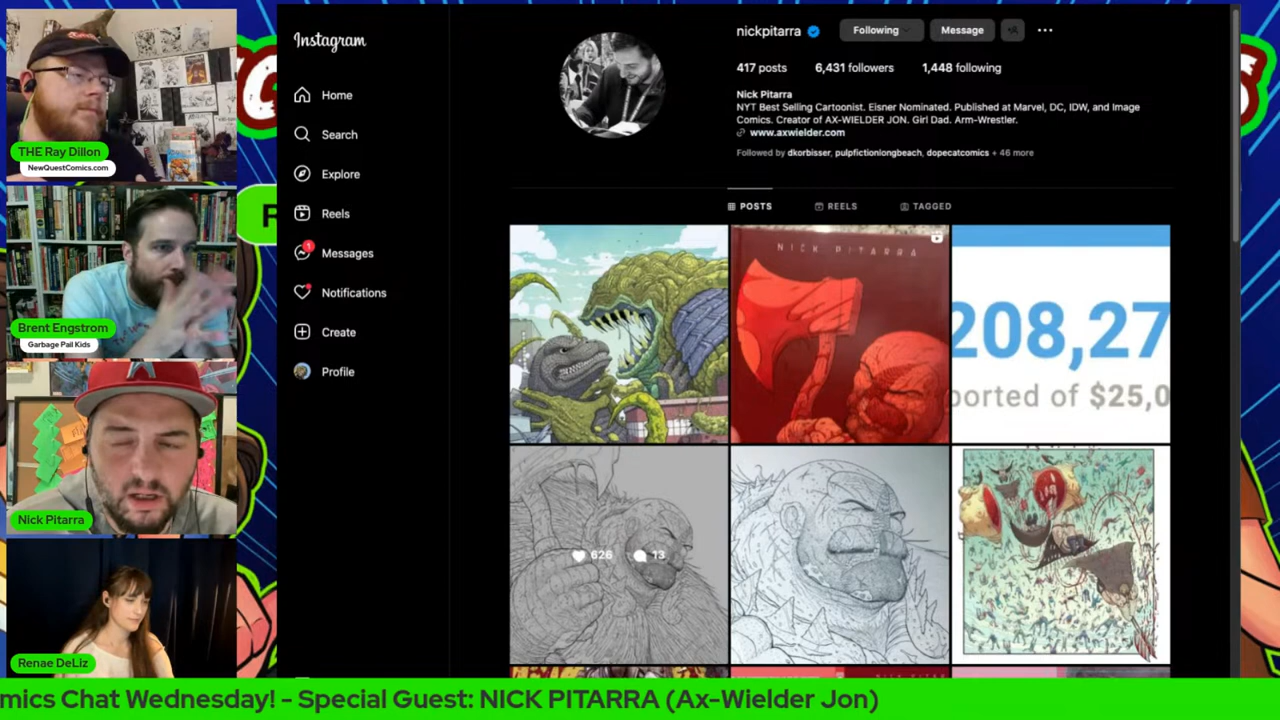 THE Ray Dillon
NewQuestComics.com
Brent Engstrom
Garbage Pail Kids
Nick Pitarra
Renae DeLiz
Instagram
Home
Search
Explore
Reels
1
Messages
Notifications
Create
Profile
nickpitarra
Following
Message
417 posts 6,431 followers 1,448 following
Nick Pitarra
NYT Best Selling Cartoonist. Eisner Nominated. Published at Marvel, DC, IDW, and Image
Comics. Creator of AX-WIELDER JON. Girl Dad. Arm-Wrestler.
www.axwielder.com
Followed by dkorbisser, pulpfictionlongbeach, dopecatcomics + 46 more
POSTS REELS TAGGED
NICK PITARRA
208,27
ported of $25,0
626 13
mics Chat Wednesday! - Special Guest: NICK PITARRA (Ax-Wielder Jon)